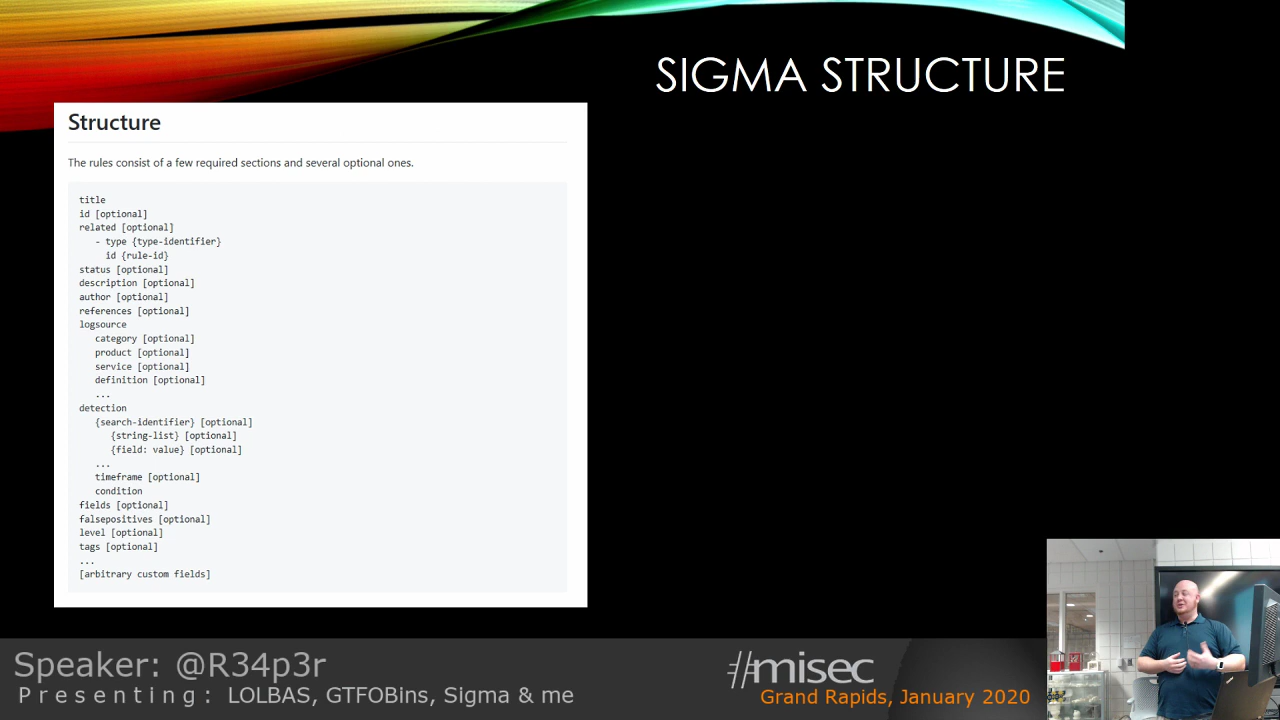 SIGMA STRUCTURE
Structure
The rules consist of a few required sections and several optional ones.
title
id [optional]
related [optional]
   - type {type-identifier}
     id {rule-id}
status [optional]
description [optional]
author [optional]
references [optional]
logsource
   category [optional]
   product [optional]
   service [optional]
   definition [optional]
   ...
detection
   {search-identifier} [optional]
      {string-list} [optional]
      {field: value} [optional]
   ...
   timeframe [optional]
   condition
fields [optional]
falsepositives [optional]
level [optional]
tags [optional]
...
[arbitrary custom fields]
Speaker: @R34p3r
Presenting: LOLBAS, GTFOBins, Sigma & me
#misec
Grand Rapids, January 2020